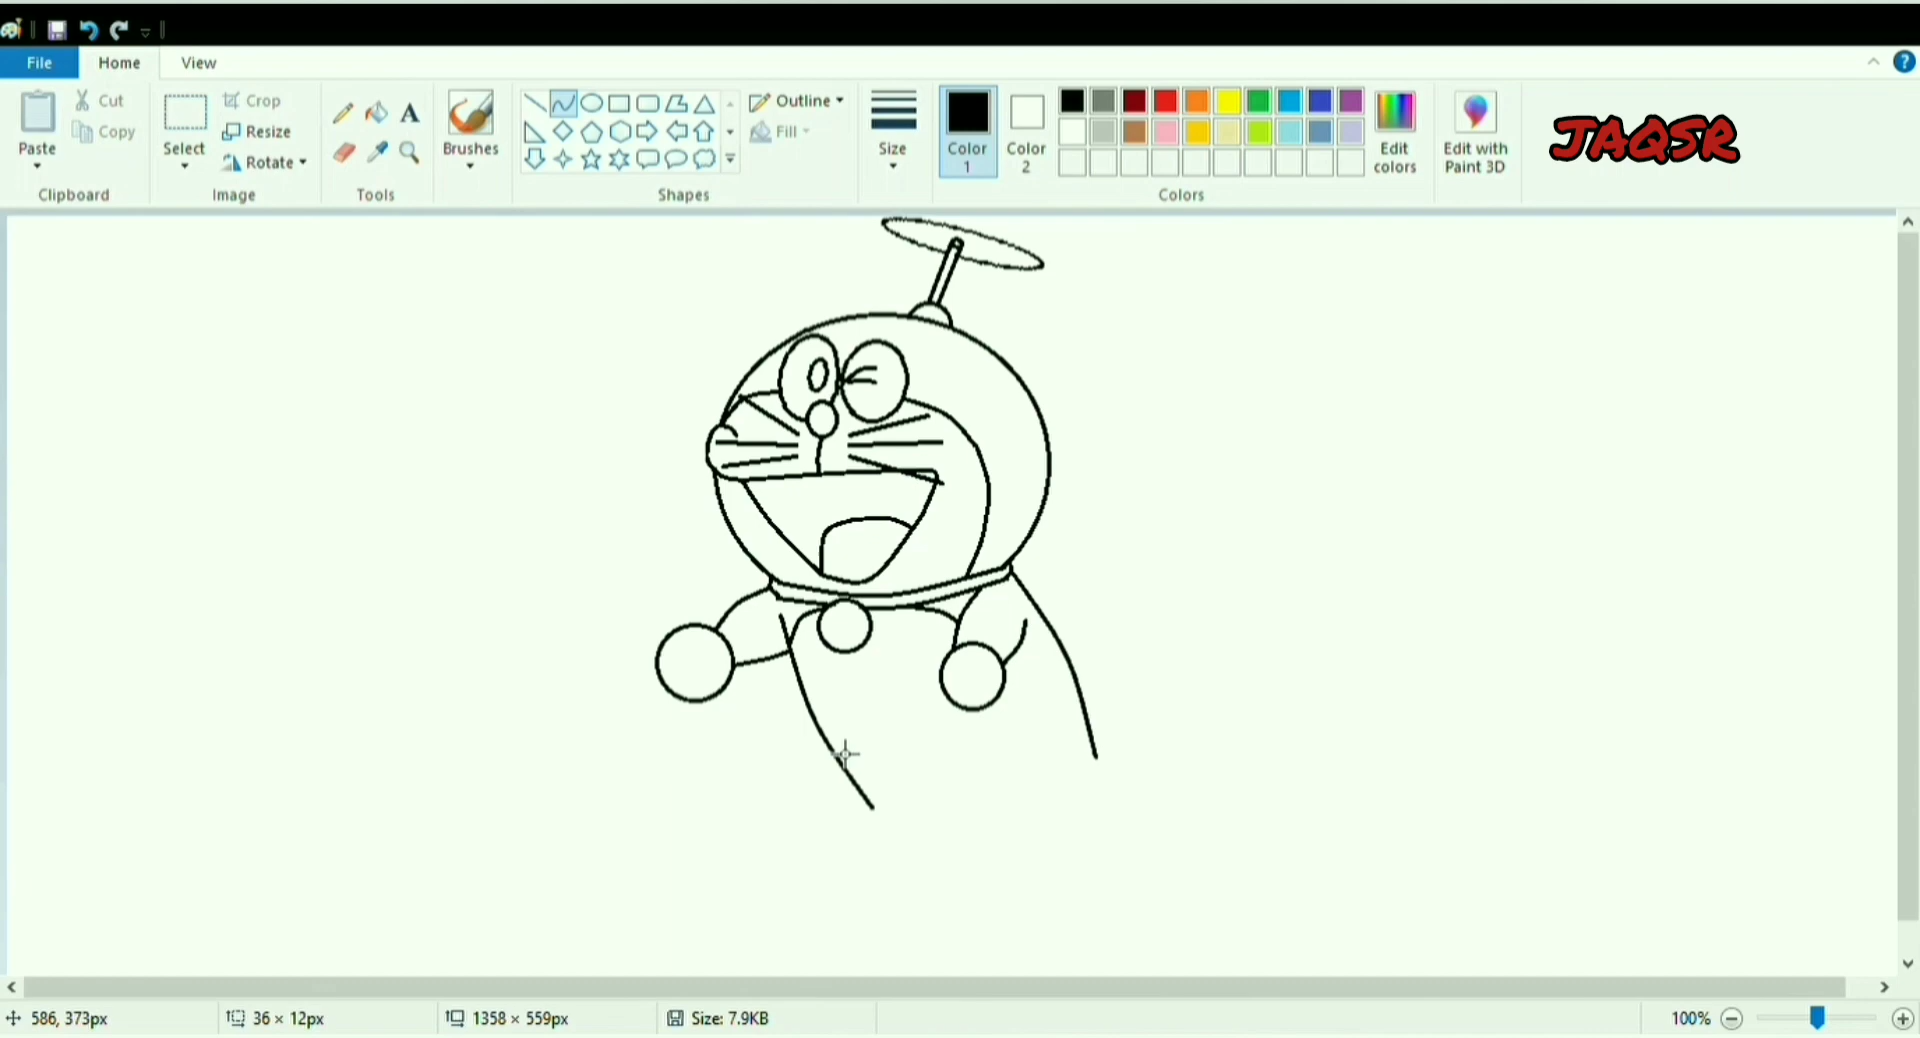 File Home View
Paste
Cut
Copy
Clipboard
Select
Crop
Resize
Rotate
Image
A
Tools
Brushes
Outline
Fill
Shapes
Size
Color
1
Color
2
Edit
colors
Colors
Edit with
Paint 3D
JAQSR
?
586, 373px
36 × 12px
1358 × 559px
Size: 7.9KB
100%